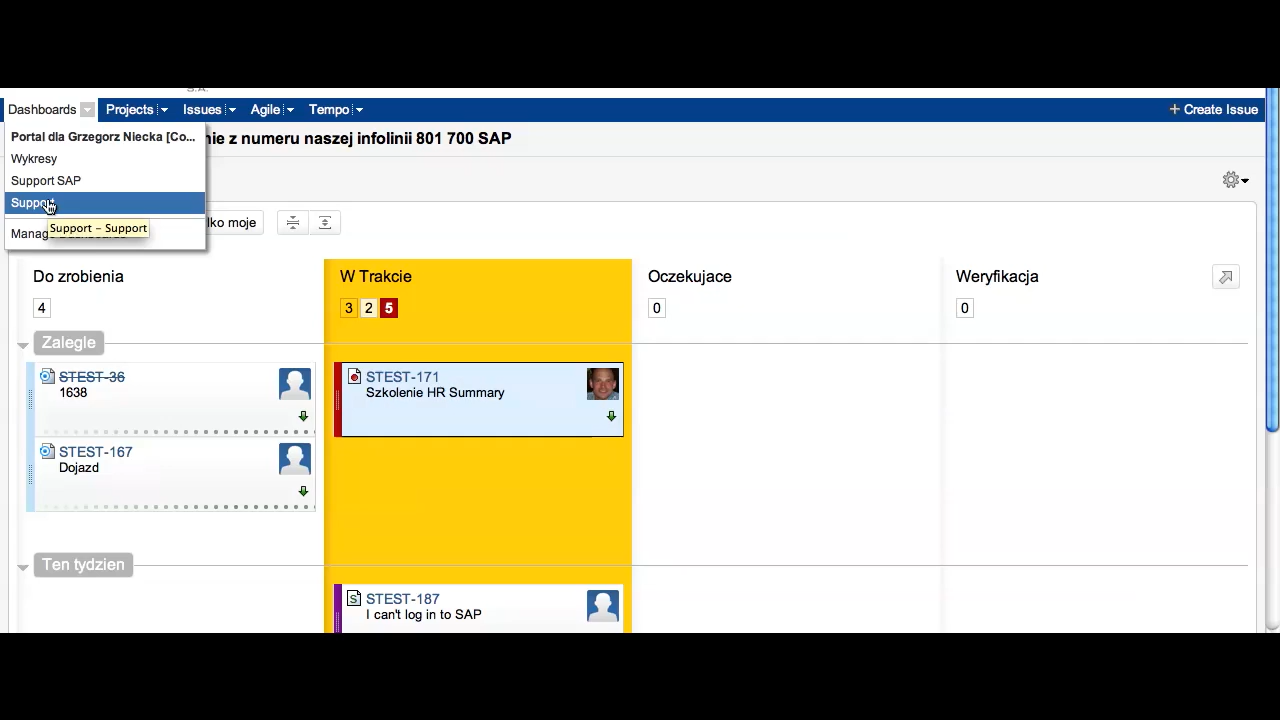 S.A.
Dashboards Projects Issues Agile Tempo + Create Issue
Portal dla Grzegorz Niecka [Co...
nie z numeru naszej infolinii 801 700 SAP
Wykresy
Support SAP
Support
lko moje
Support – Support
Manage
Do zrobienia W Trakcie Oczekujace Weryfikacja
4 3 2 5 0 0
Zalegle
STEST-36
1638
STEST-171
Szkolenie HR Summary
STEST-167
Dojazd
Ten tydzien
STEST-187
I can't log in to SAP